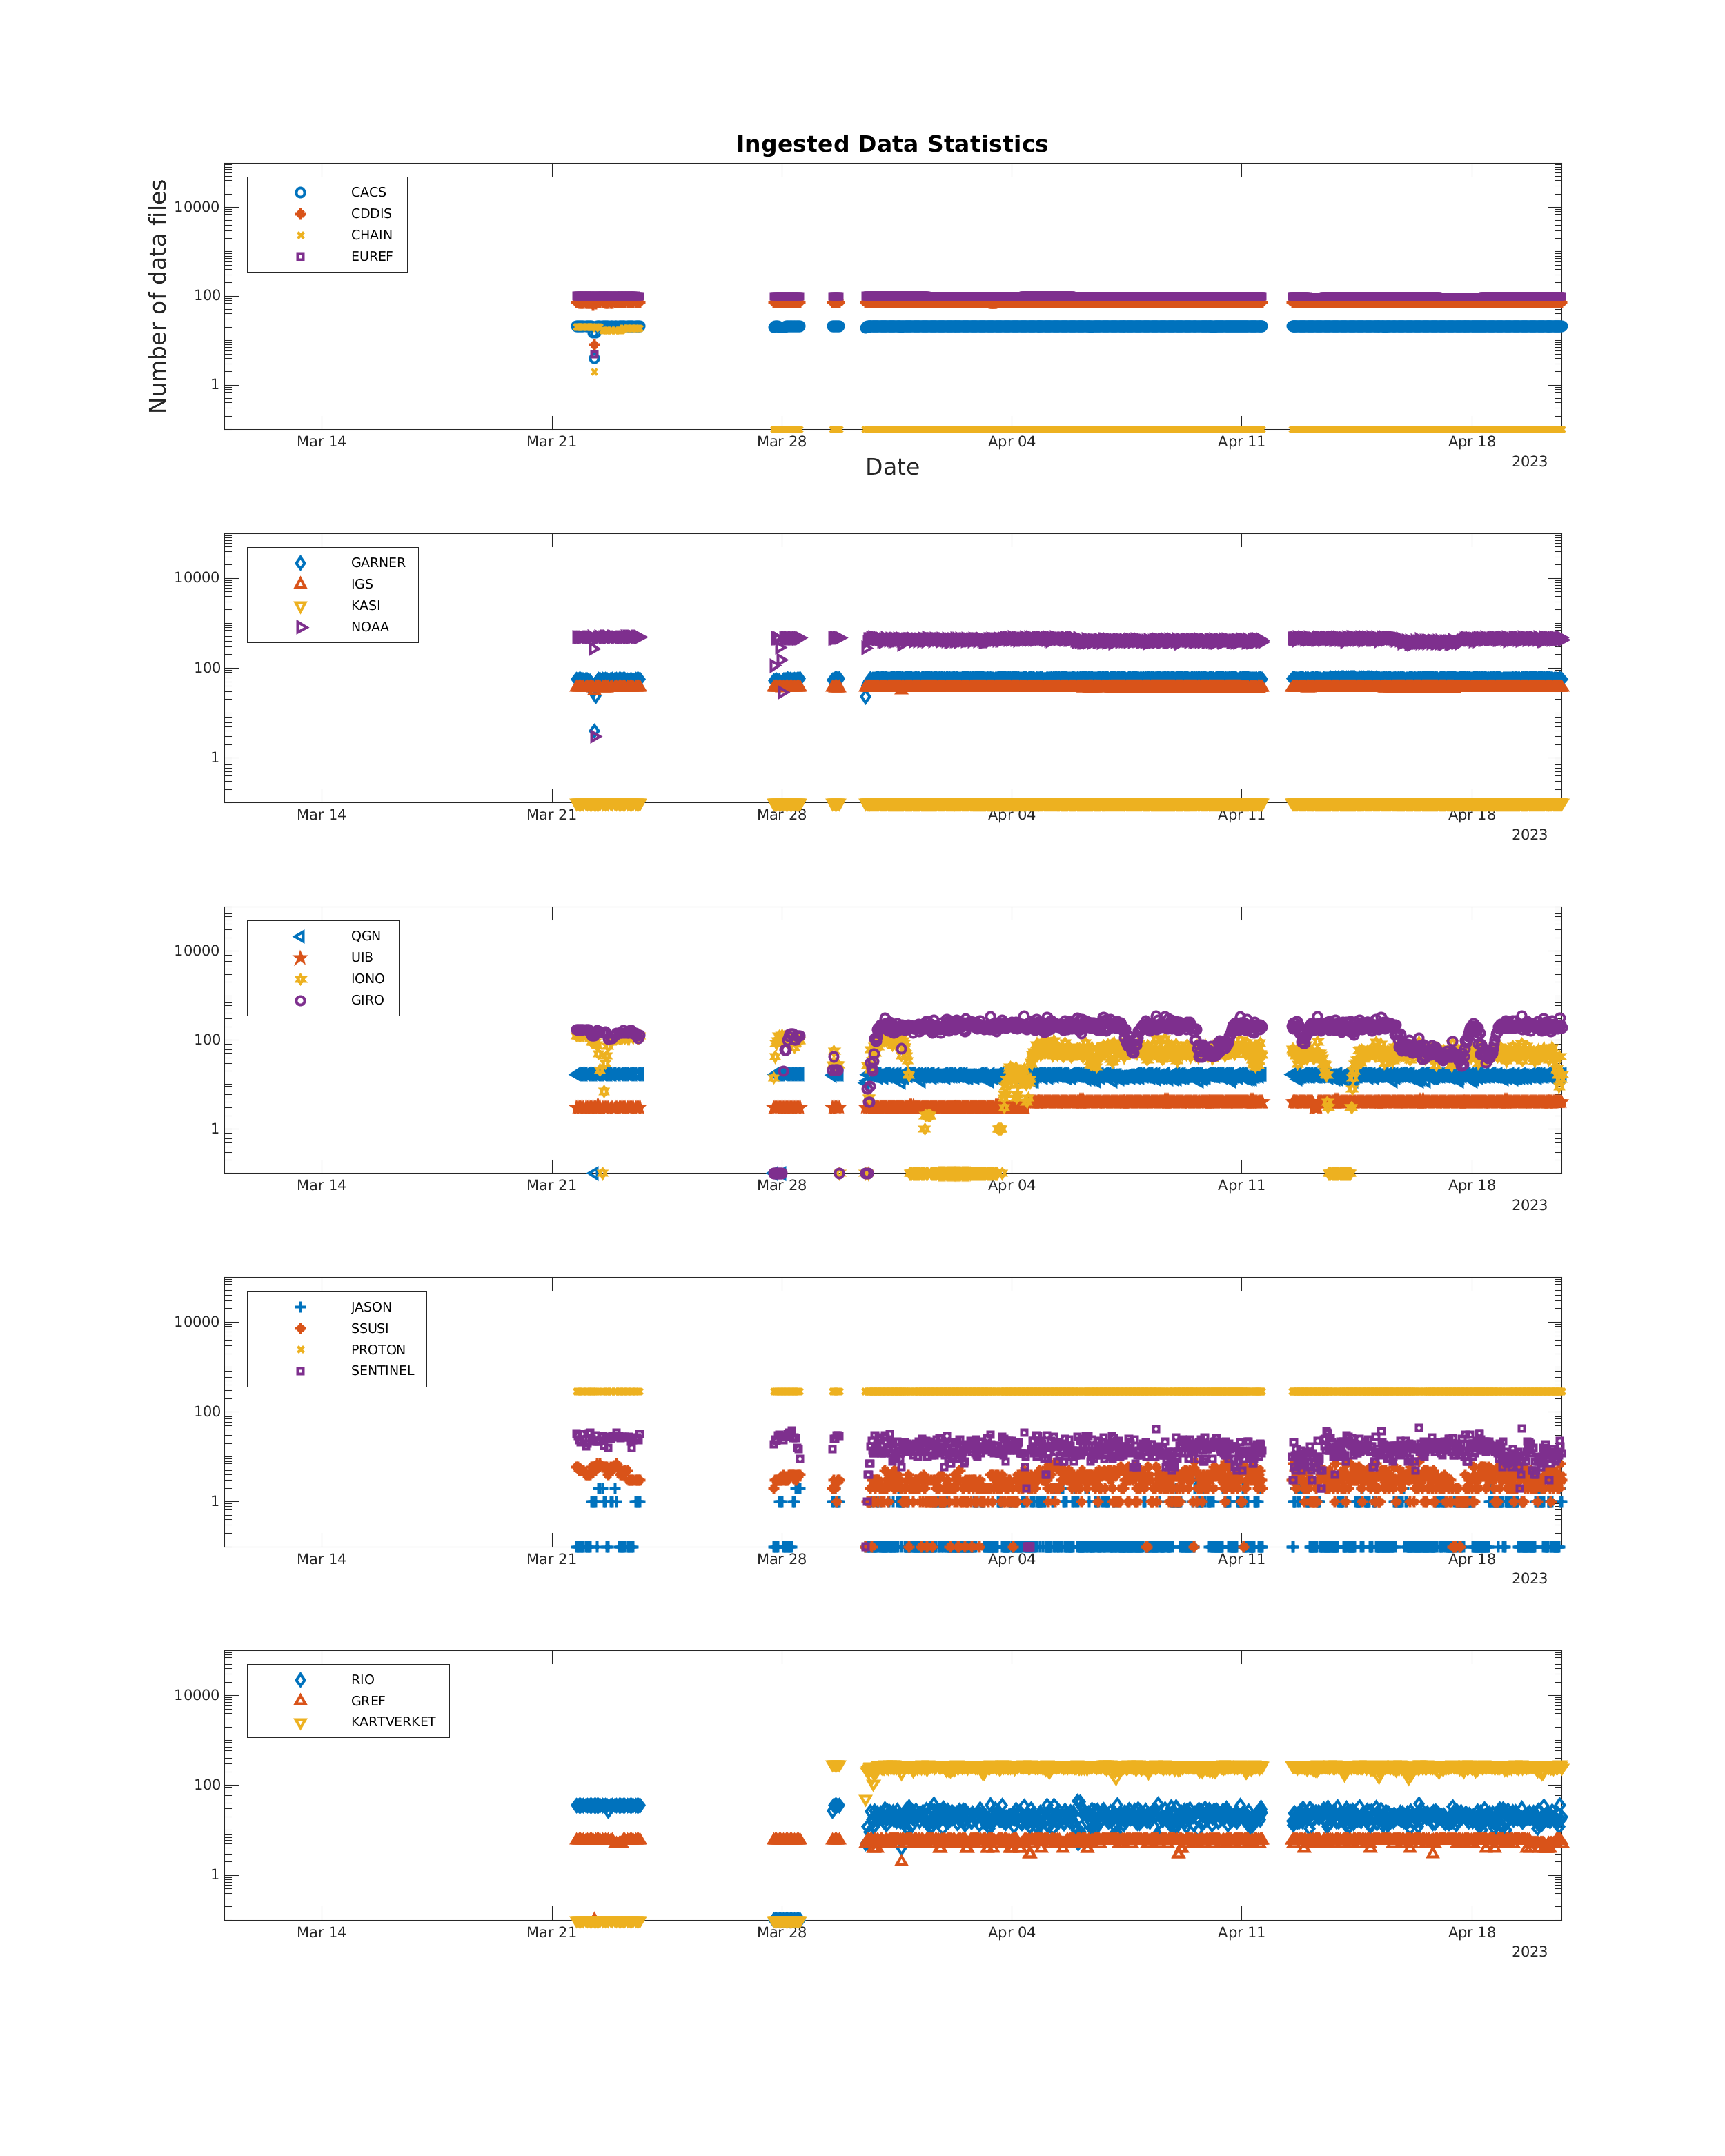 Ingested Data Statistics
Number of data files
CACS
CDDIS
CHAIN
EUREF
10000
100
1
Mar 14 Mar 21 Mar 28 Apr 04 Apr 11 Apr 18
2023
Date
GARNER
IGS
KASI
NOAA
10000
100
1
Mar 14 Mar 21 Mar 28 Apr 04 Apr 11 Apr 18
2023
QGN
UIB
IONO
GIRO
10000
100
1
Mar 14 Mar 21 Mar 28 Apr 04 Apr 11 Apr 18
2023
JASON
SSUSI
PROTON
SENTINEL
10000
100
1
Mar 14 Mar 21 Mar 28 Apr 04 Apr 11 Apr 18
2023
RIO
GREF
KARTVERKET
10000
100
1
Mar 14 Mar 21 Mar 28 Apr 04 Apr 11 Apr 18
2023